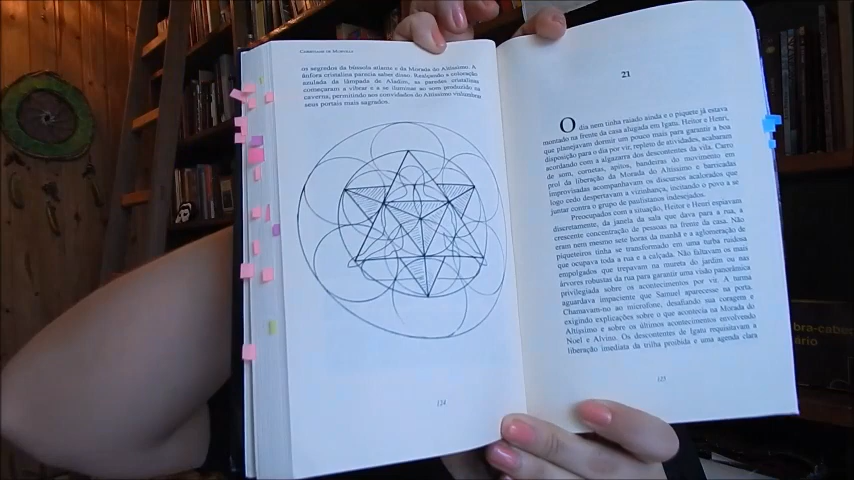 os segredos da bússola atlante e da Morada do Altíssimo. A
ânfora cristalina parecia saber disso. Realçando a coloração
azulada da lâmpada de Aladim, as paredes cristalinas
começaram a vibrar e a se iluminar ao som produzido na
caverna, permitindo aos convidados do Altíssimo vislumbrar
seus portais mais sagrados.
124
21
O dia nem tinha raiado ainda e o piquete já estava
montado na frente da casa alugada em Igatu. Heitor e Henri,
que planejavam dormir um pouco mais para garantir a boa
disposição para o dia por vir, repleto de atividades, acabaram
acordando com a algazarra dos descontentes da vila. Carro
de som, cornetas, apitos, bandeiras do movimento em
prol da liberação da Morada do Altíssimo e barricadas
improvisadas acompanhavam os discursos acalorados que
logo cedo despertavam a vizinhança, incitando o povo a se
juntar contra o grupo de paulistanos indesejados.
Preocupados com a situação, Heitor e Henri espiavam
discretamente, da janela da sala que dava para a rua, a
crescente concentração de pessoas na frente da casa. Não
eram nem mesmo sete horas da manhã e a aglomeração de
piqueteiros tinha se transformado em uma turba ruidosa
que ocupava toda a rua e a calçada. Não faltavam os mais
empolgados que trepavam na mureta do jardim ou nas
árvores robustas da rua para garantir uma visão panorâmica
privilegiada sobre os acontecimentos por vir. A turma
aguardava impaciente que Samuel aparecesse na porta.
Chamavam-no ao microfone, desafiando sua coragem e
exigindo explicações sobre o que acontecia na Morada do
Altíssimo e sobre os últimos acontecimentos envolvendo
Noel e Alvino. Os descontentes de Igatu requisitavam a
liberação imediata da trilha proibida e uma agenda clara
125